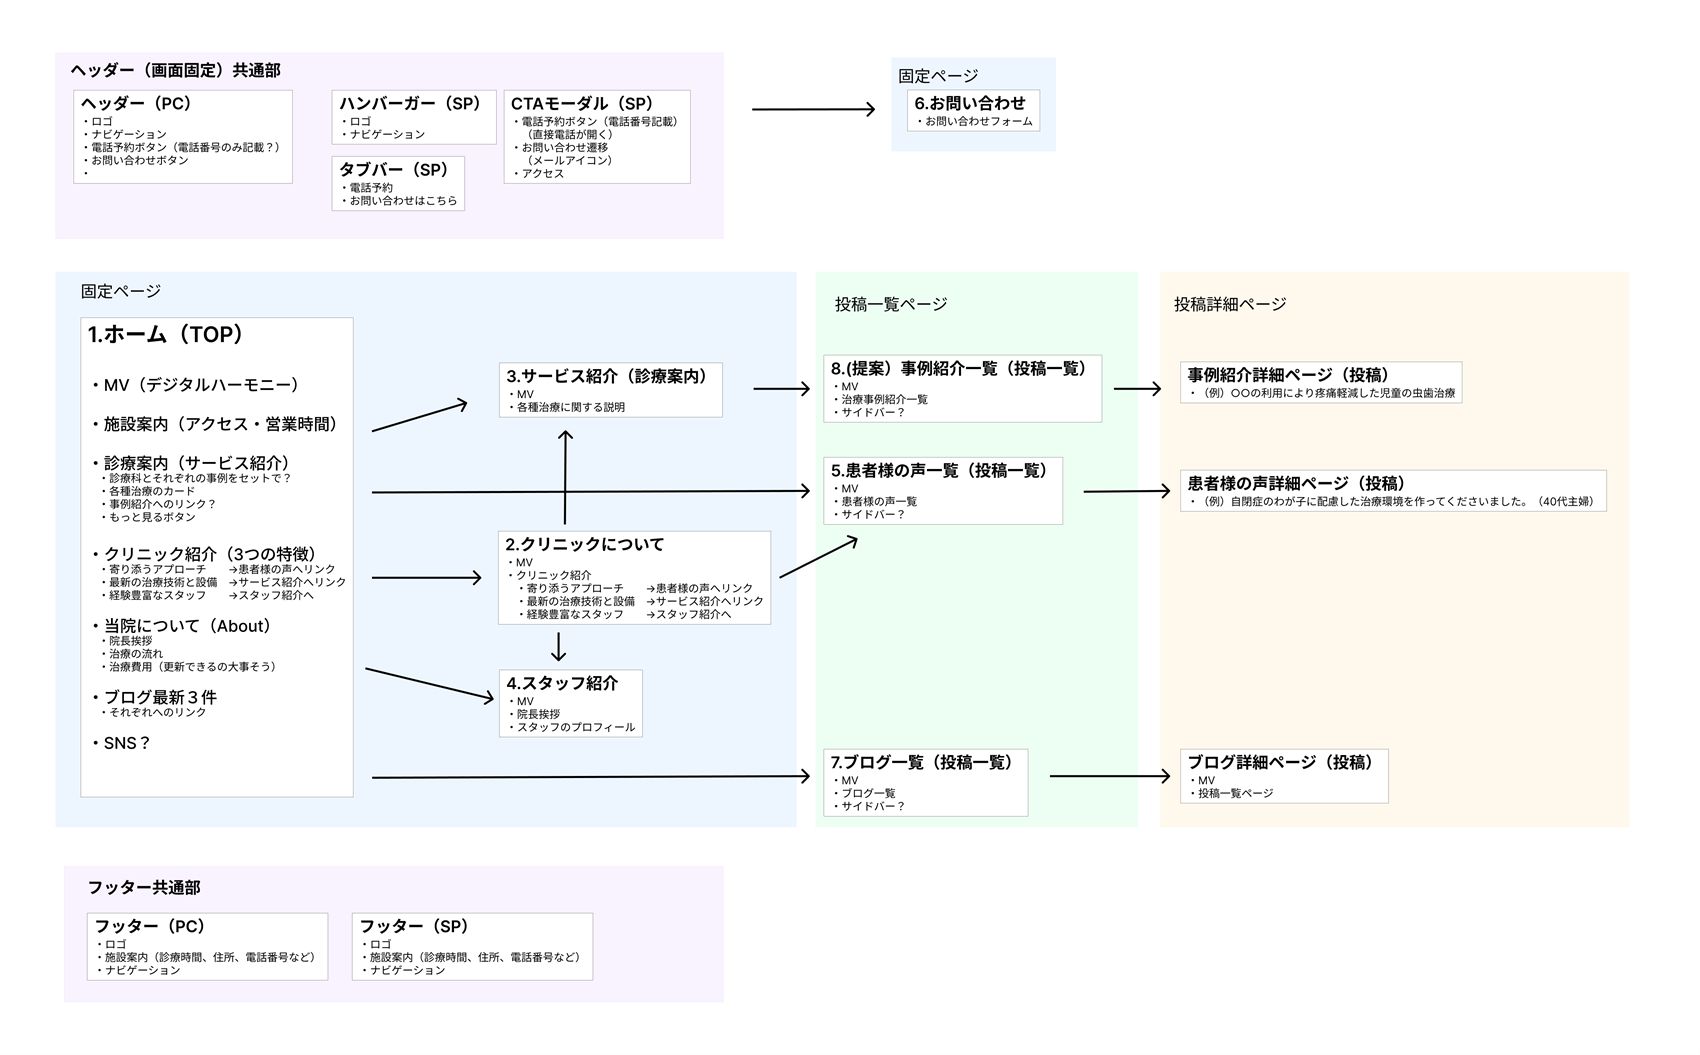 ヘッダー（画面固定）共通部
ヘッダー（PC）
・ロゴ
・ナビゲーション
・電話予約ボタン（電話番号のみ記載？）
・お問い合わせボタン
・
ハンバーガー（SP）
・ロゴ
・ナビゲーション
タブバー（SP）
・電話予約
・お問い合わせはこちら
CTAモーダル（SP）
・電話予約ボタン（電話番号記載）
（直接電話が開く）
・お問い合わせ遷移
（メールアイコン）
・アクセス
固定ページ
6.お問い合わせ
・お問い合わせフォーム
固定ページ
1.ホーム（TOP）
・MV（デジタルハーモニー）
・施設案内（アクセス・営業時間）
・診療案内（サービス紹介）
・診療科とそれぞれの事例をセットで？
・各種治療のカード
・事例紹介へのリンク？
・もっと見るボタン
・クリニック紹介（3つの特徴）
・寄り添うアプローチ　→患者様の声へリンク
・最新の治療技術と設備　→サービス紹介へリンク
・経験豊富なスタッフ　→スタッフ紹介へ
・当院について（About）
・院長挨拶
・治療の流れ
・治療費用（更新できるの大事そう）
・ブログ最新３件
・それぞれへのリンク
・SNS？
3.サービス紹介（診療案内）
・MV
・各種治療に関する説明
2.クリニックについて
・MV
・クリニック紹介
・寄り添うアプローチ　→患者様の声へリンク
・最新の治療技術と設備　→サービス紹介へリンク
・経験豊富なスタッフ　→スタッフ紹介へ
4.スタッフ紹介
・MV
・院長挨拶
・スタッフのプロフィール
投稿一覧ページ
8.(提案）事例紹介一覧（投稿一覧）
・MV
・治療事例紹介一覧
・サイドバー？
5.患者様の声一覧（投稿一覧）
・MV
・患者様の声一覧
・サイドバー？
7.ブログ一覧（投稿一覧）
・MV
・ブログ一覧
・サイドバー？
投稿詳細ページ
事例紹介詳細ページ（投稿）
・（例）○○の利用により疼痛軽減した児童の虫歯治療
患者様の声詳細ページ（投稿）
・（例）自閉症のわが子に配慮した治療環境を作ってくださいました。（40代主婦）
ブログ詳細ページ（投稿）
・MV
・投稿一覧ページ
フッター共通部
フッター（PC）
・ロゴ
・施設案内（診療時間、住所、電話番号など）
・ナビゲーション
フッター（SP）
・ロゴ
・施設案内（診療時間、住所、電話番号など）
・ナビゲーション